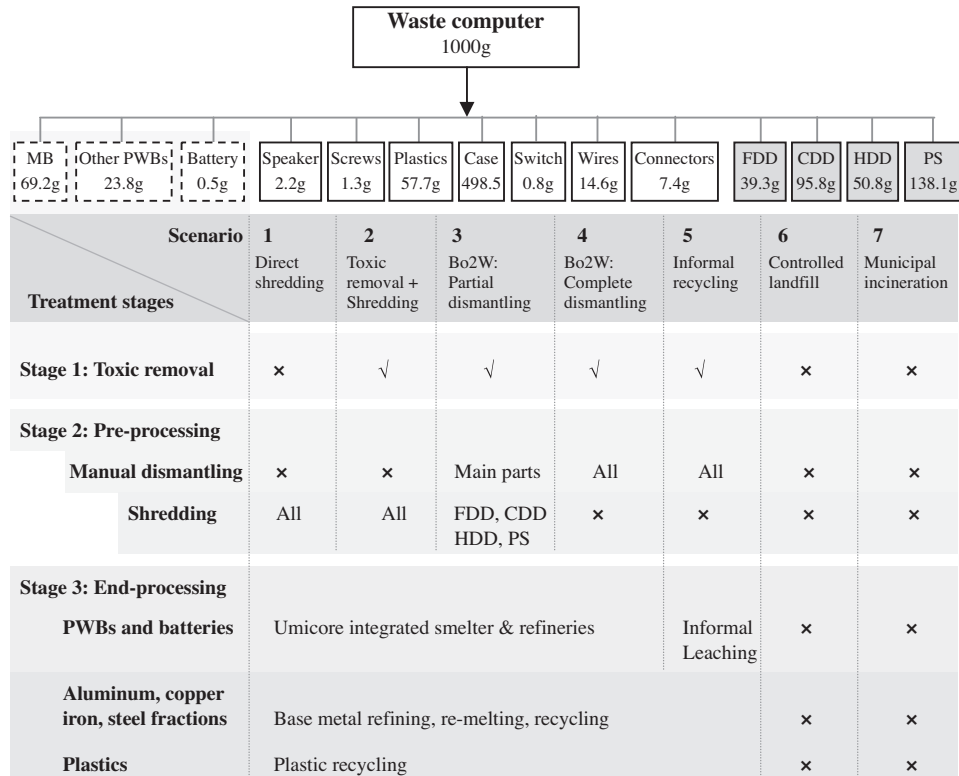 Waste computer
1000g
MB Other PWBs Battery Speaker Screws Plastics Case Switch Wires Connectors FDD CDD HDD PS
69.2g 23.8g 0.5g 2.2g 1.3g 57.7g 498.5 0.8g 14.6g 7.4g 39.3g 95.8g 50.8g 138.1g
Scenario 1 2 3 4 5 6 7
Direct Toxic Bo2W: Bo2W: Informal Controlled Municipal
shredding removal + Partial Complete recycling landfill incineration
Shredding dismantling dismantling
Treatment stages
Stage 1: Toxic removal × √ √ √ √ × ×
Stage 2: Pre-processing
Manual dismantling × × Main parts All All × ×
Shredding All All FDD, CDD × × × ×
HDD, PS
Stage 3: End-processing
PWBs and batteries Umicore integrated smelter & refineries Informal × ×
Leaching
Aluminum, copper
iron, steel fractions Base metal refining, re-melting, recycling × ×
Plastics Plastic recycling × ×